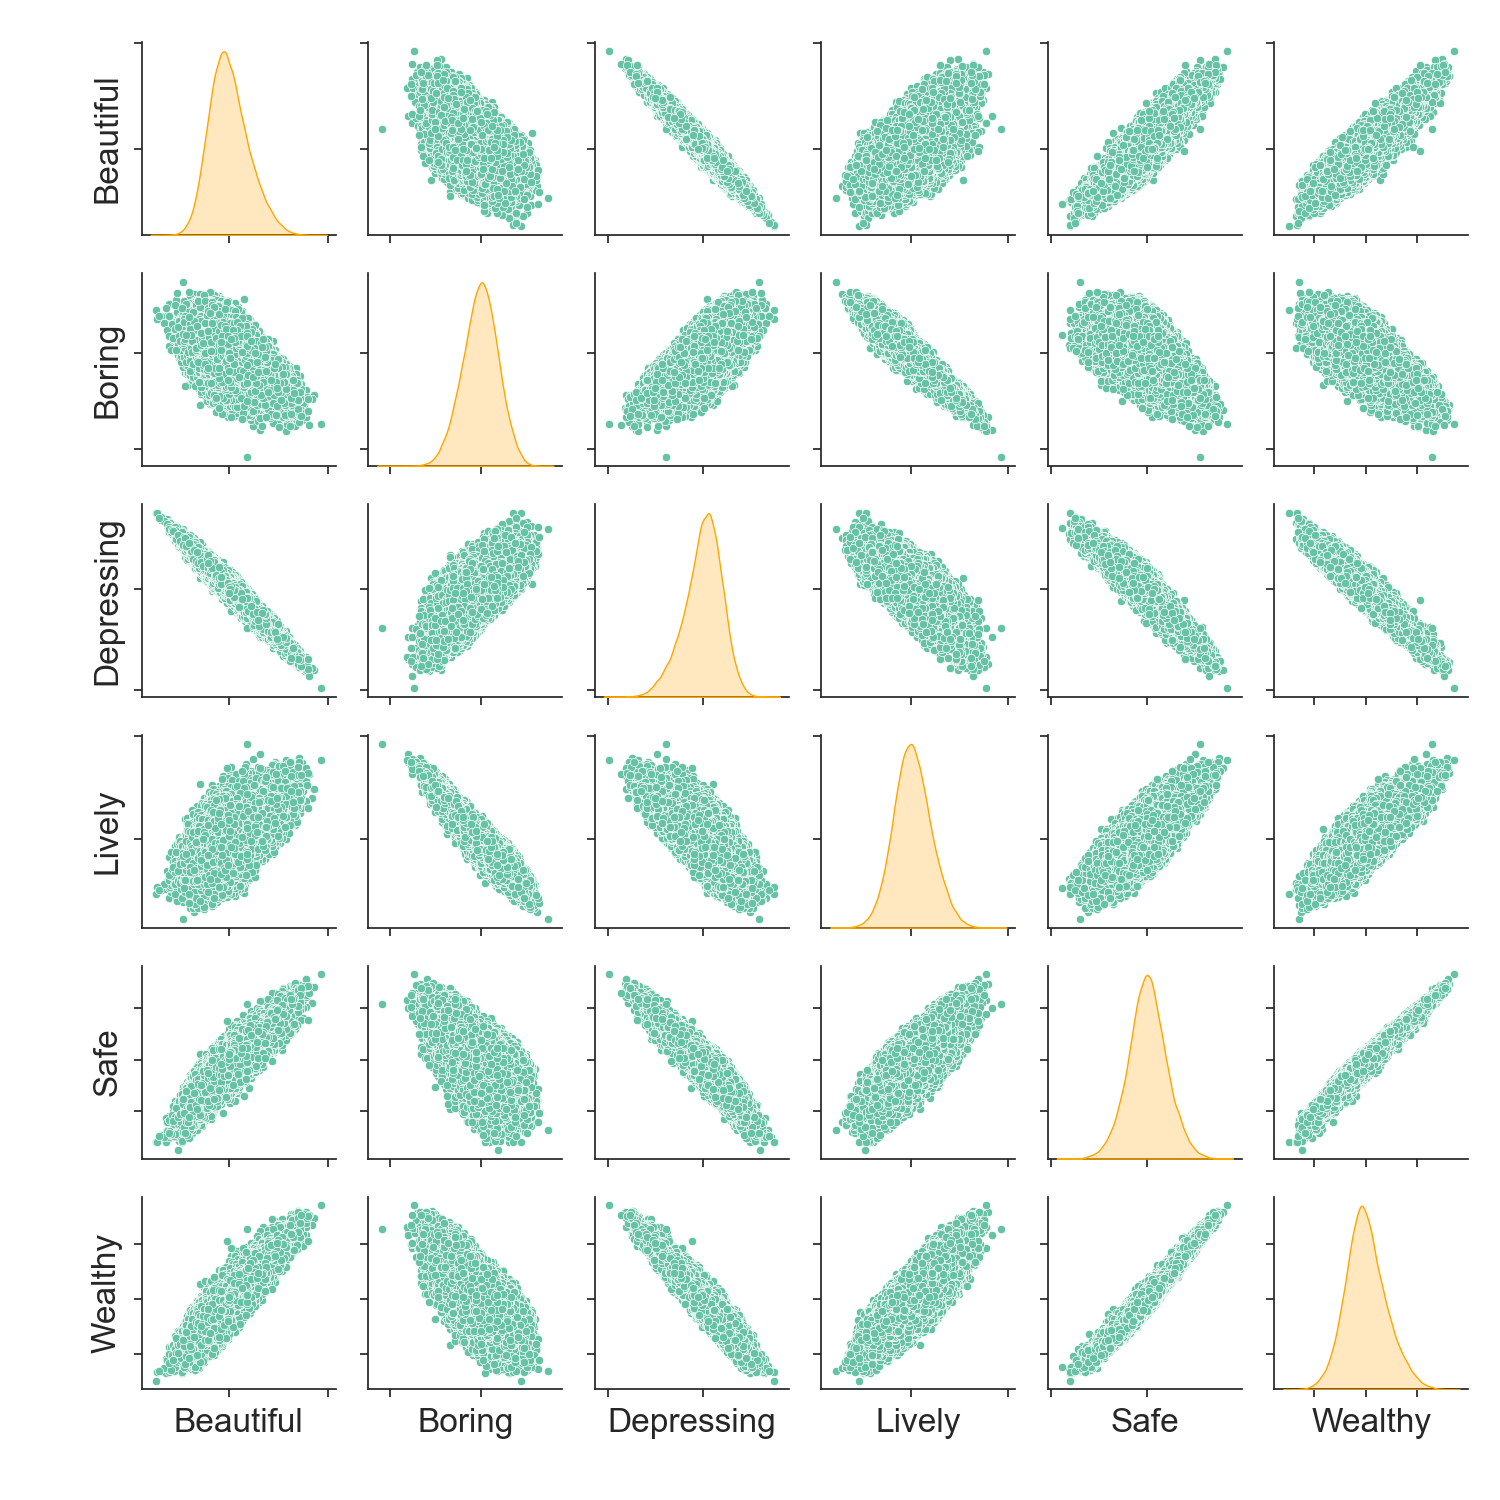 Beautiful
Boring
Depressing
Lively
Safe
Wealthy
Beautiful Boring Depressing Lively Safe Wealthy